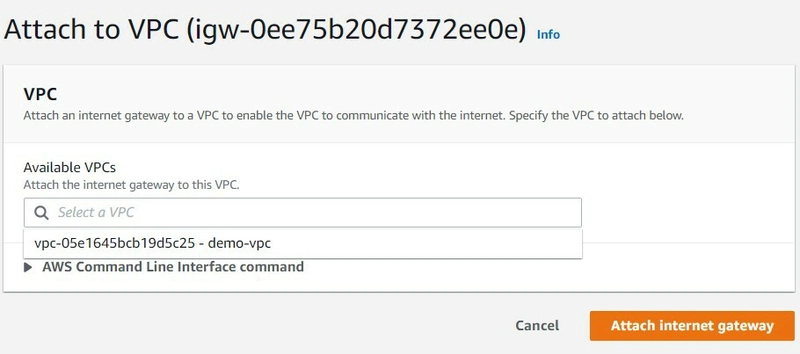 Attach to VPC (igw-0ee75b20d7372ee0e) Info
VPC
Attach an internet gateway to a VPC to enable the VPC to communicate with the internet. Specify the VPC to attach below.
Available VPCs
Attach the internet gateway to this VPC.
Select a VPC
vpc-05e1645bcb19d5c25 - demo-vpc
AWS Command Line Interface command
Cancel Attach internet gateway